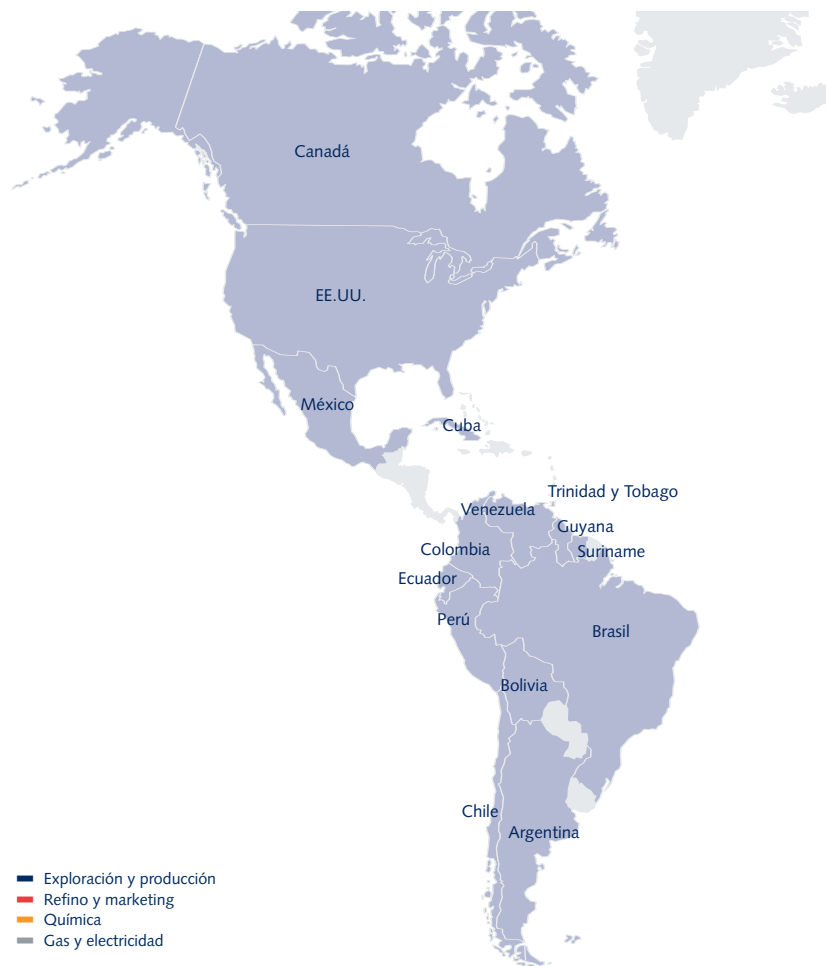 Canadá
EE.UU.
México
Cuba
Trinidad y Tobago
Venezuela
Guyana
Colombia
Suriname
Ecuador
Perú
Brasil
Bolivia
Chile
Argentina
Exploración y producción
Refino y marketing
Química
Gas y electricidad